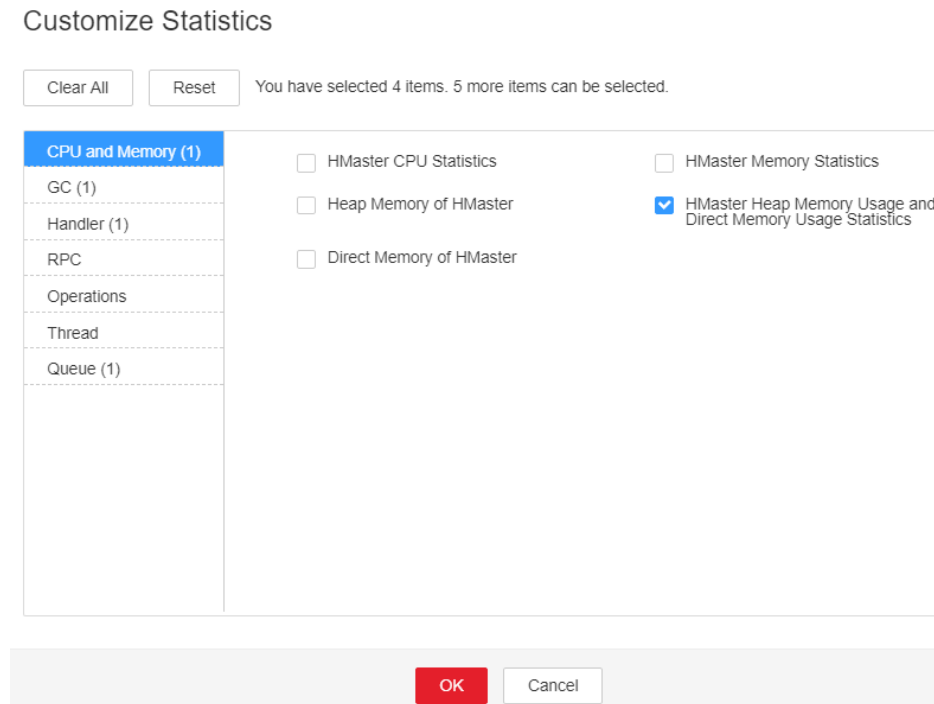 Customize Statistics
Clear All Reset You have selected 4 items. 5 more items can be selected.
CPU and Memory (1)
GC (1)
Handler (1)
RPC
Operations
Thread
Queue (1)
HMaster CPU Statistics
HMaster Memory Statistics
Heap Memory of HMaster
HMaster Heap Memory Usage and
Direct Memory Usage Statistics
Direct Memory of HMaster
OK Cancel